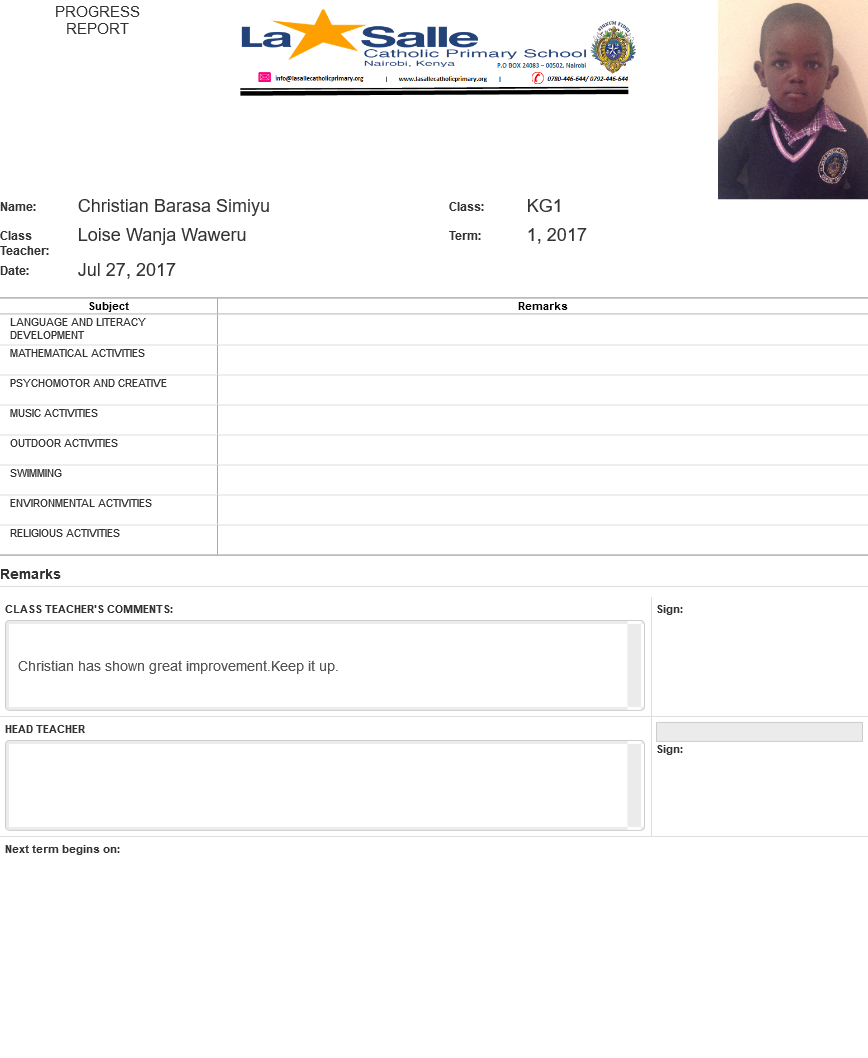 PROGRESS
REPORT
La Salle
Catholic Primary School
Nairobi, Kenya
P.O BOX 24083 – 00502, Nairobi
info@lasallecatholicprimary.org | www.lasallecatholicprimary.org | 0780-446-644/ 0792-446-644
Name: Christian Barasa Simiyu Class: KG1
Class Teacher: Loise Wanja Waweru Term: 1, 2017
Date: Jul 27, 2017
Subject Remarks
LANGUAGE AND LITERACY
DEVELOPMENT
MATHEMATICAL ACTIVITIES
PSYCHOMOTOR AND CREATIVE
MUSIC ACTIVITIES
OUTDOOR ACTIVITIES
SWIMMING
ENVIRONMENTAL ACTIVITIES
RELIGIOUS ACTIVITIES
Remarks
CLASS TEACHER'S COMMENTS: Sign:
Christian has shown great improvement.Keep it up.
HEAD TEACHER
Sign:
Next term begins on: